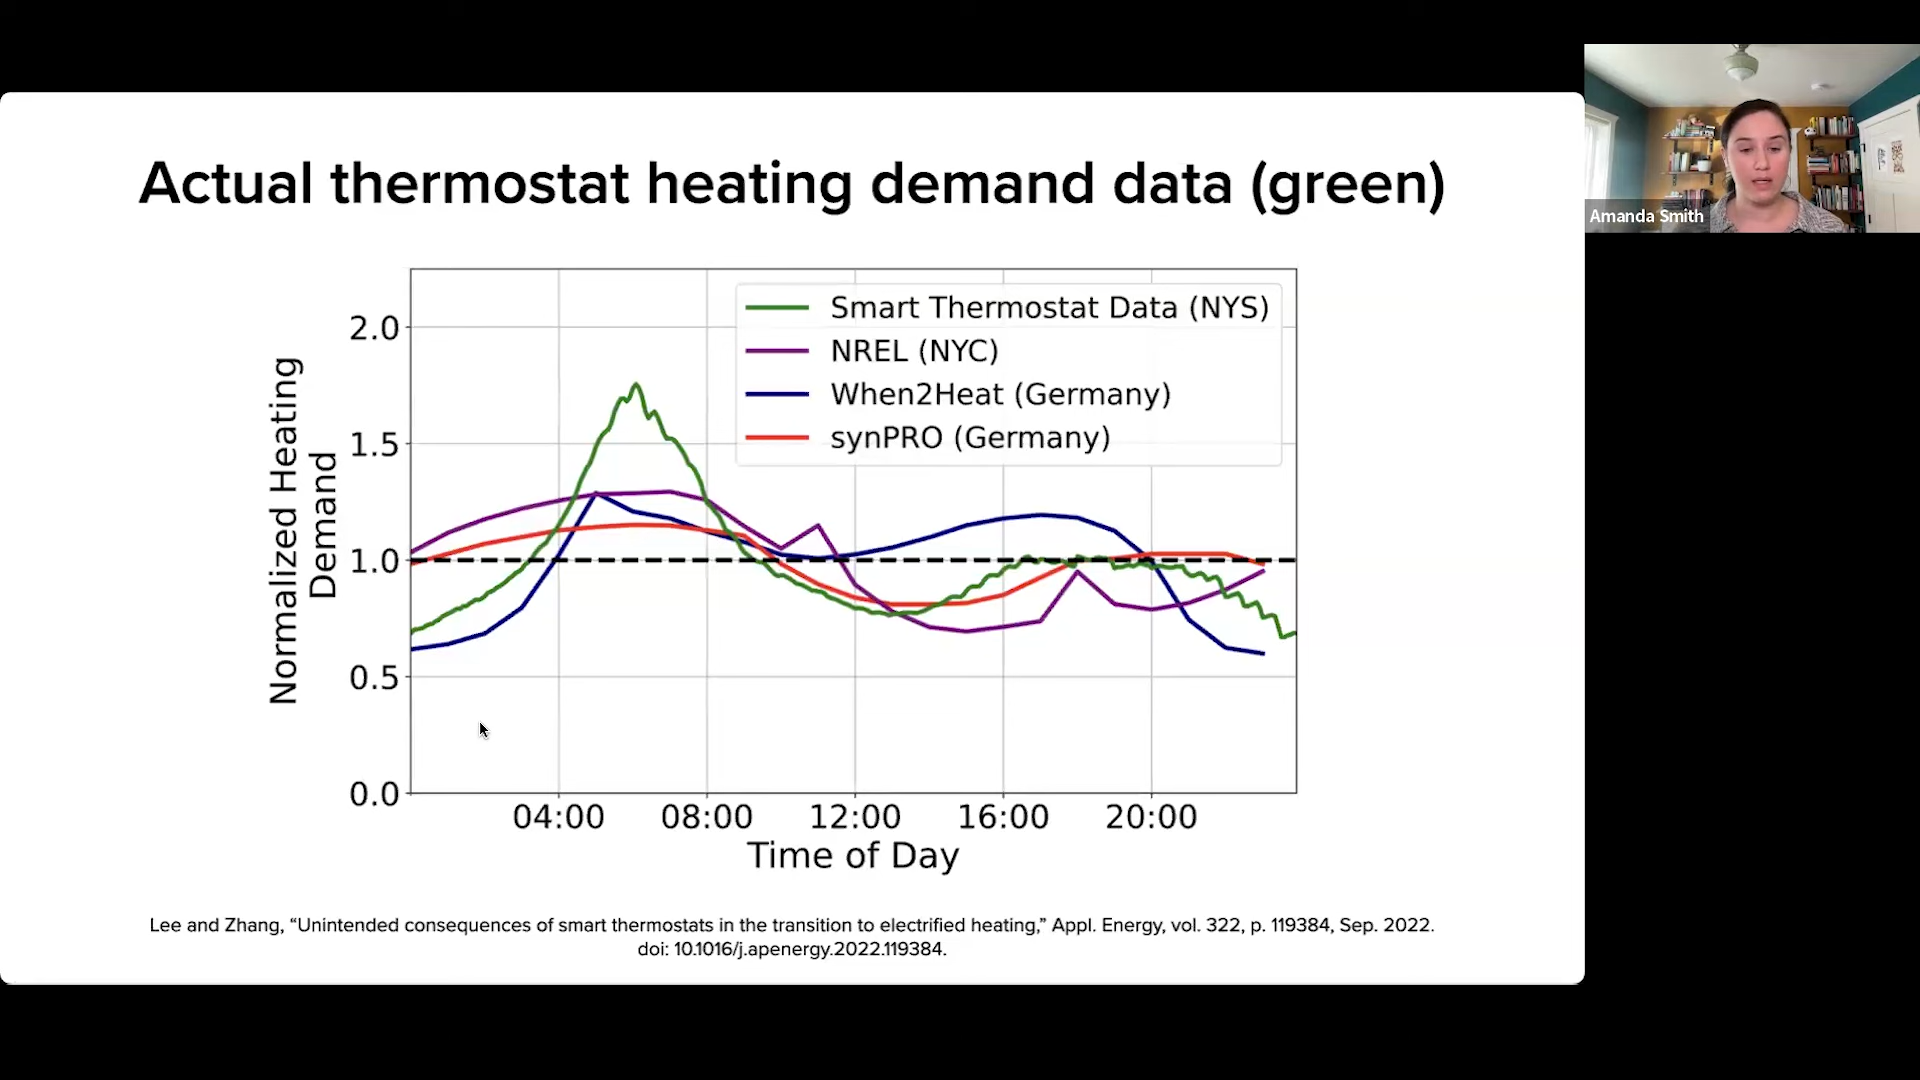 Actual thermostat heating demand data (green)
Amanda Smith
Smart Thermostat Data (NYS)
NREL (NYC)
When2Heat (Germany)
synPRO (Germany)
Normalized Heating
Demand
2.0
1.5
1.0
0.5
0.0
04:00 08:00 12:00 16:00 20:00
Time of Day
Lee and Zhang, “Unintended consequences of smart thermostats in the transition to electrified heating,” Appl. Energy, vol. 322, p. 119384, Sep. 2022.
doi: 10.1016/j.apenergy.2022.119384.